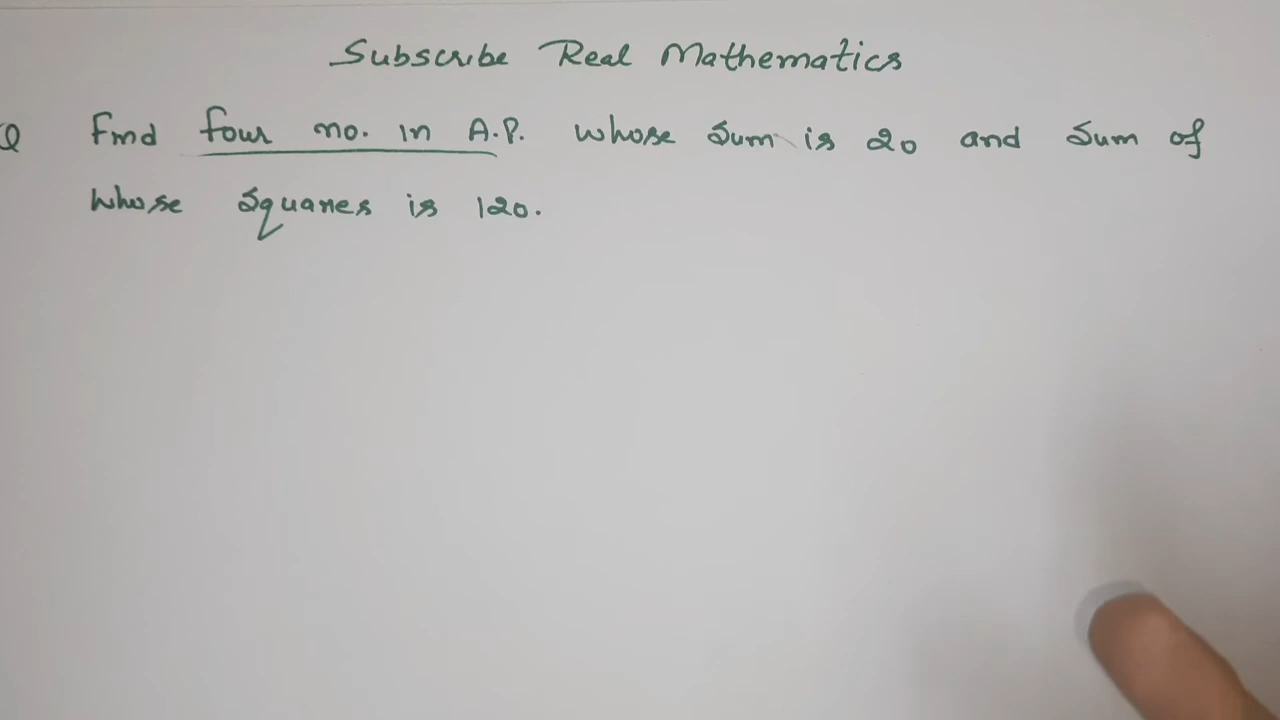 Subscribe Real Mathematics
Q Find four no. in A.P. whose sum is 20 and sum of
whose squares is 120.